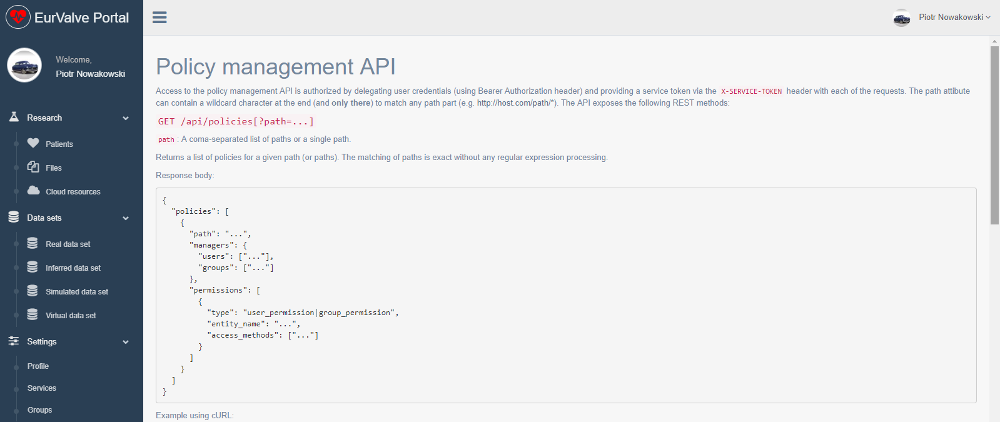 EurValve Portal
Piotr Nowakowski
Welcome,
Piotr Nowakowski
Research
Patients
Files
Cloud resources
Data sets
Real data set
Inferred data set
Simulated data set
Virtual data set
Settings
Profile
Services
Groups
Policy management API
Access to the policy management API is authorized by delegating user credentials (using Bearer Authorization header) and providing a service token via the X-SERVICE-TOKEN header with each of the requests. The path attibute
can contain a wildcard character at the end (and only there) to match any path part (e.g. http://host.com/path/*). The API exposes the following REST methods:
GET /api/policies[?path=...]
path : A coma-separated list of paths or a single path.
Returns a list of policies for a given path (or paths). The matching of paths is exact without any regular expression processing.
Response body:
{
"policies": [
{
"path": "...",
"managers": {
"users": ["..."],
"groups": ["..."]
},
"permissions": [
{
"type": "user_permission|group_permission",
"entity_name": "...",
"access_methods": ["..."]
}
]
}
]
}
Example using cURL: